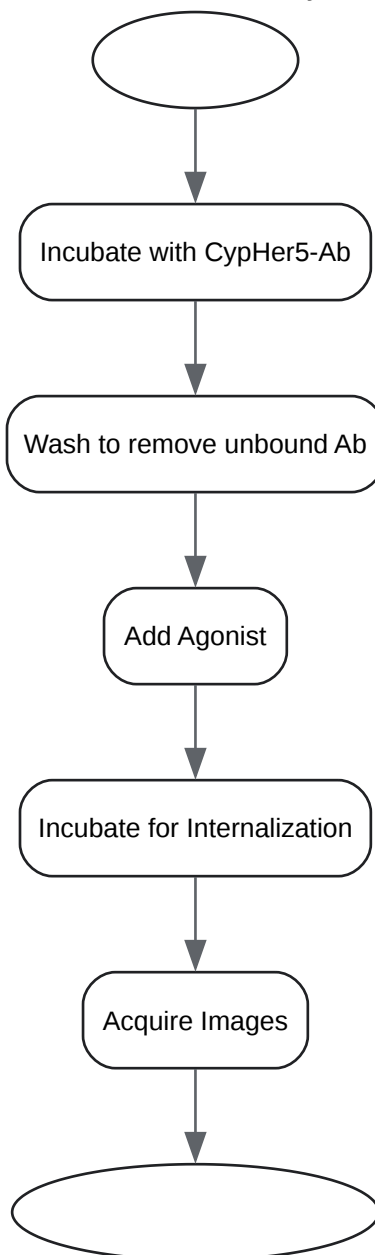 Incubate with CypHer5-Ab
Wash to remove unbound Ab
Add Agonist
Incubate for Internalization
Acquire Images